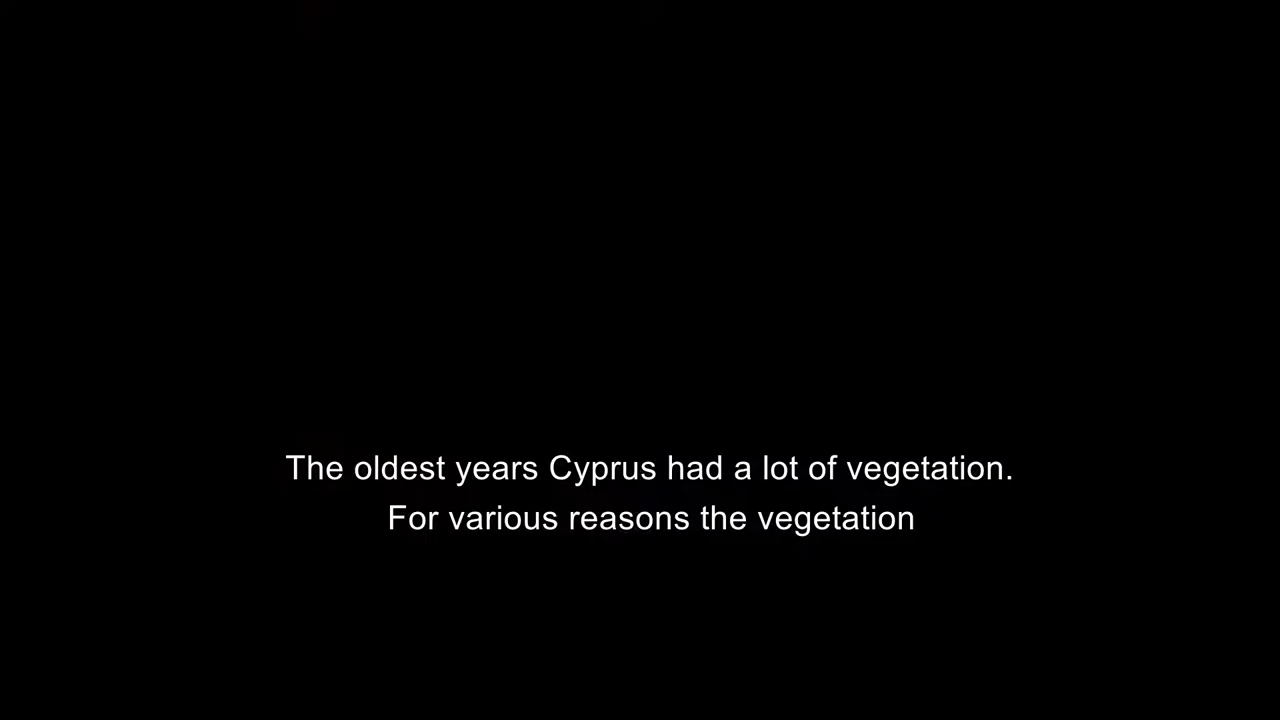 The oldest years Cyprus had a lot of vegetation.
For various reasons the vegetation